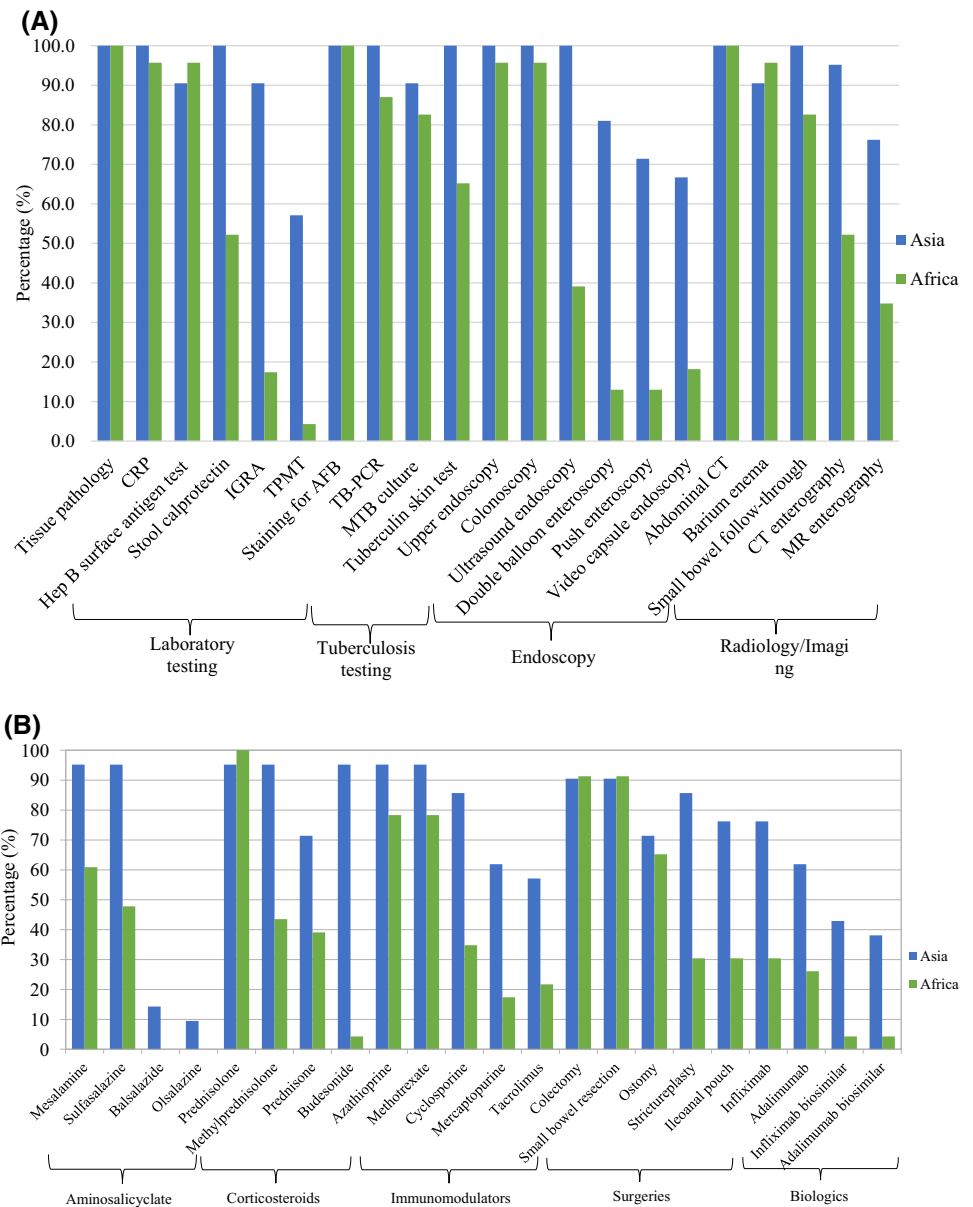 (A)
100.0
90.0
80.0
70.0
60.0
50.0
40.0
30.0
20.0
10.0
0.0
Percentage (%)
Asia
Africa
Tissue pathology
CRP
Hep B surface antigen test
Stool calprotectin
IGRA
TPMT
Staining for AFB
TB-PCR
MTB culture
Tuberculin skin test
Upper endoscopy
Colonoscopy
Ultrasound endoscopy
Double balloon enteroscopy
Push enteroscopy
Video capsule endoscopy
Abdominal CT
Barium enema
Small bowel follow-through
CT enterography
MR enterography
Laboratory
testing
Tuberculosis
testing
Endoscopy
Radiology/Imagi
ng
(B)
100
90
80
70
60
50
40
30
20
10
0
Percentage (%)
Asia
Africa
Mesalamine
Sulfasalazine
Balsalazide
Olsalazine
Prednisolone
Methylprednisolone
Prednisone
Budesonide
Azathioprine
Methotrexate
Cyclosporine
Mercaptopurine
Tacrolimus
Colectomy
Small bowel resection
Ostomy
Strictureplasty
Ileoanal pouch
Infliximab
Adalimumab
Infliximab biosimilar
Adalimumab biosimilar
Aminosalicyclate
Corticosteroids
Immunomodulators
Surgeries
Biologics